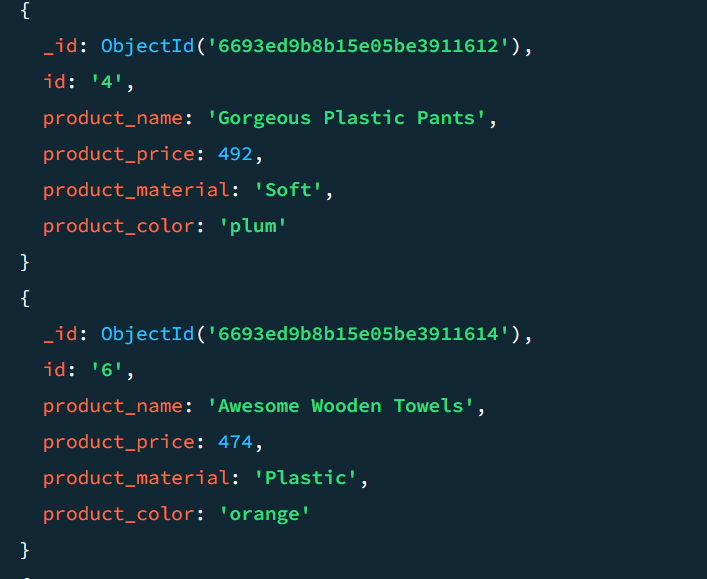 {
_id: ObjectId('6693ed9b8b15e05be3911612'),
id: '4',
product_name: 'Gorgeous Plastic Pants',
product_price: 492,
product_material: 'Soft',
product_color: 'plum'
}
{
_id: ObjectId('6693ed9b8b15e05be3911614'),
id: '6',
product_name: 'Awesome Wooden Towels',
product_price: 474,
product_material: 'Plastic',
product_color: 'orange'
}